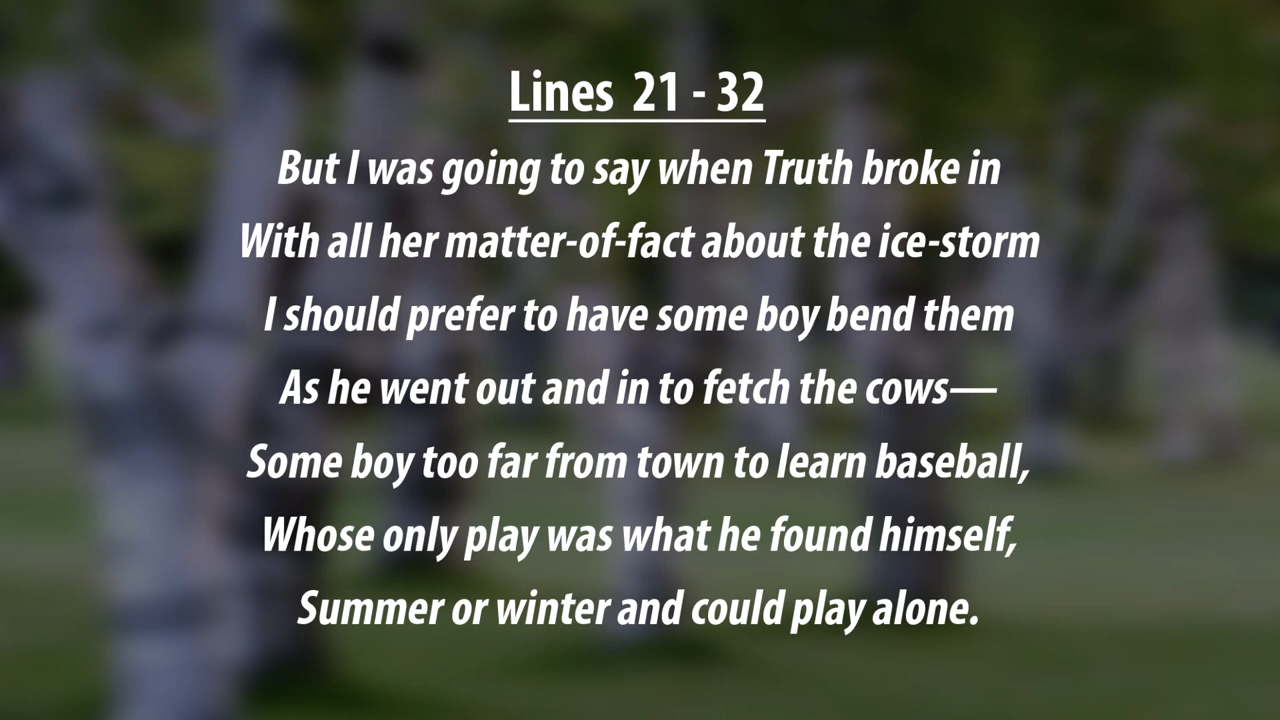 Lines 21 - 32
But I was going to say when Truth broke in
With all her matter-of-fact about the ice-storm
I should prefer to have some boy bend them
As he went out and in to fetch the cows—
Some boy too far from town to learn baseball,
Whose only play was what he found himself,
Summer or winter and could play alone.